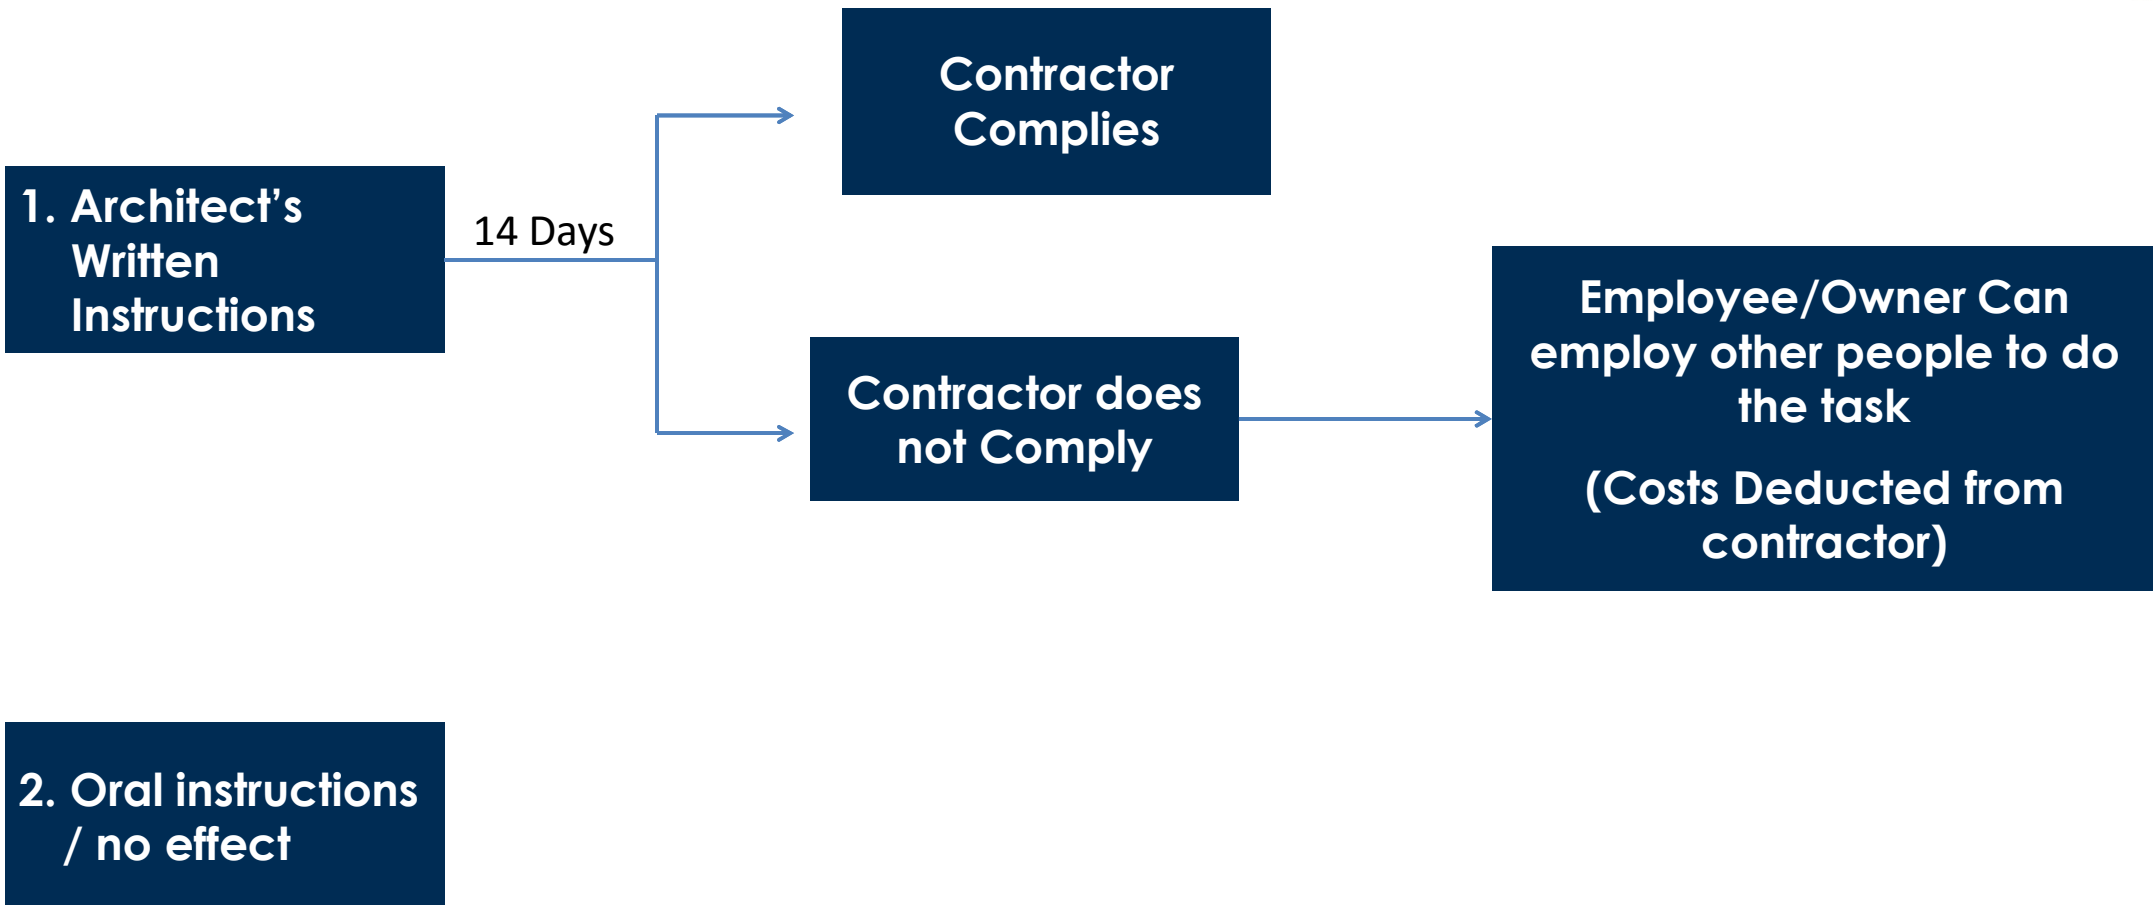 Contractor
Complies
1. Architect’s
Written
Instructions
14 Days
Contractor does
not Comply
Employee/Owner Can
employ other people to do
the task
(Costs Deducted from
contractor)
2. Oral instructions
/ no effect